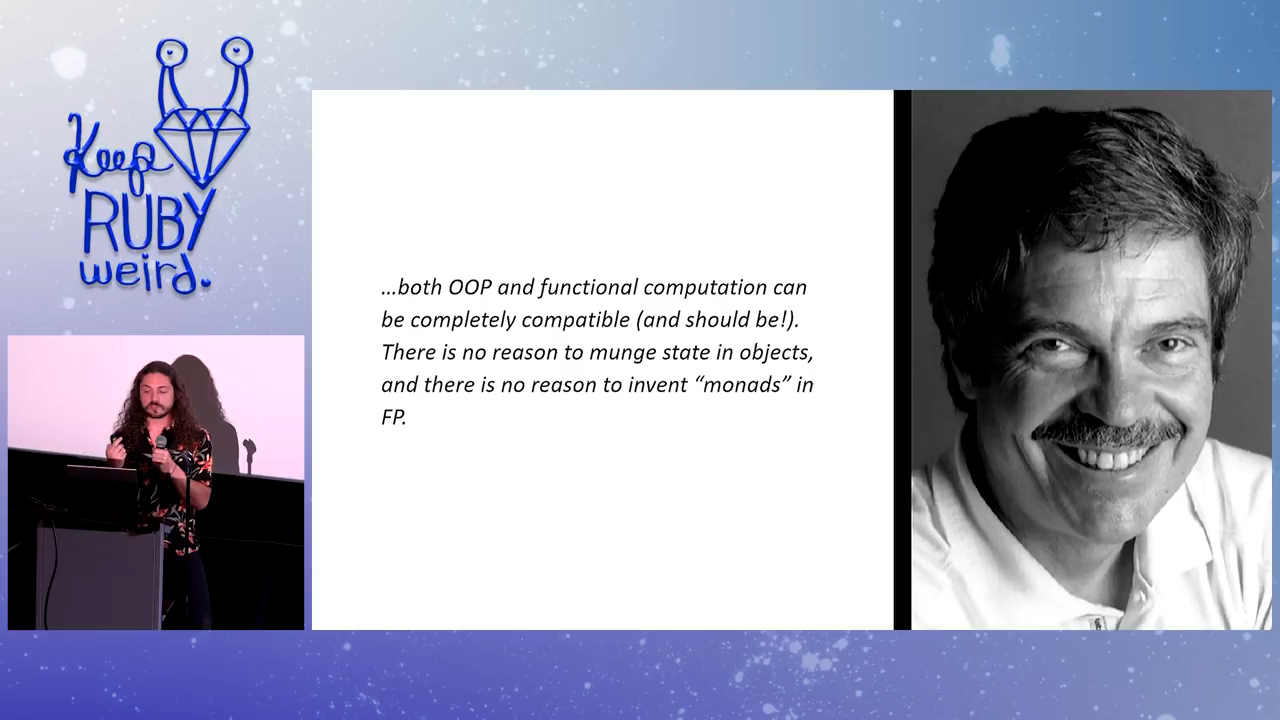 Keep
RUBY
weird.
…both OOP and functional computation can
be completely compatible (and should be!).
There is no reason to munge state in objects,
and there is no reason to invent “monads” in
FP.